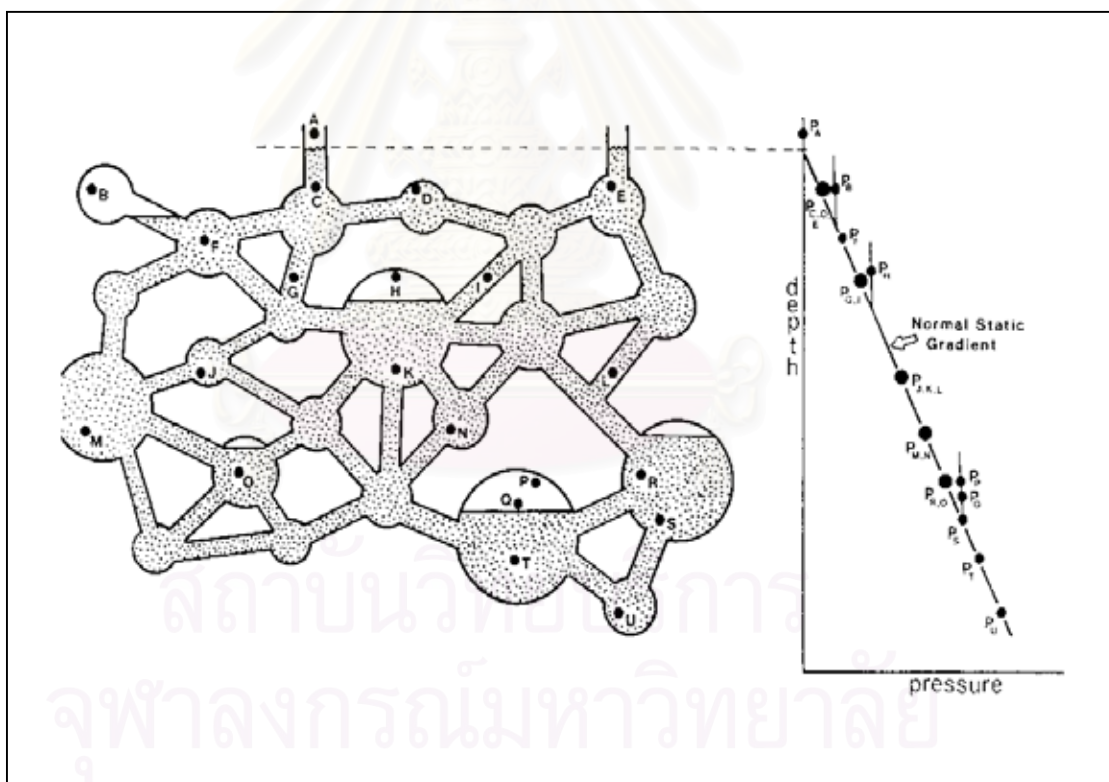 A
B
C
D
E
F
G
H
I
J
K
L
M
N
O
P
Q
R
S
T
U
P_A
P_B
P_C,D,
E
P_F
P_H
P_G,I
depth
Normal Static
Gradient
P_J,K,L
P_M,N
P_R,O
P_P
P_Q
P_S
P_T
P_U
pressure
สถาบันวิทยบริการ
จุฬาลงกรณ์มหาวิทยาลัย